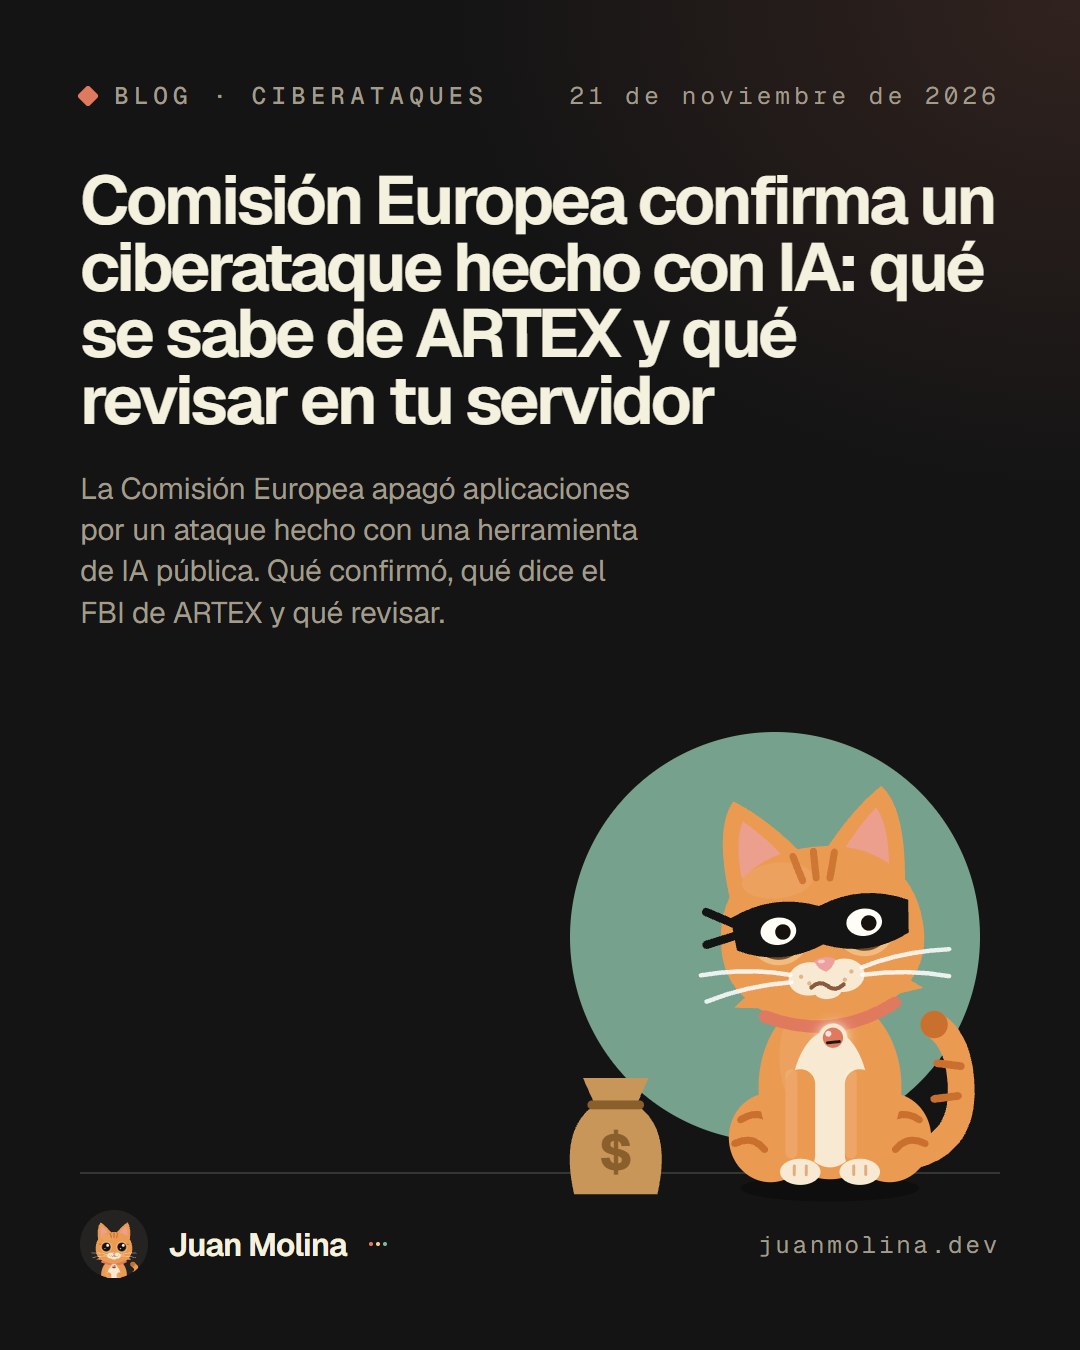 BLOG · CIBERATAQUES
21 de noviembre de 2026
Comisión Europea confirma un
ciberataque hecho con IA: qué
se sabe de ARTEX y qué
revisar en tu servidor
La Comisión Europea apagó aplicaciones
por un ataque hecho con una herramienta
de IA pública. Qué confirmó, qué dice el
FBI de ARTEX y qué revisar.
$
Juan Molina
juanmolina.dev